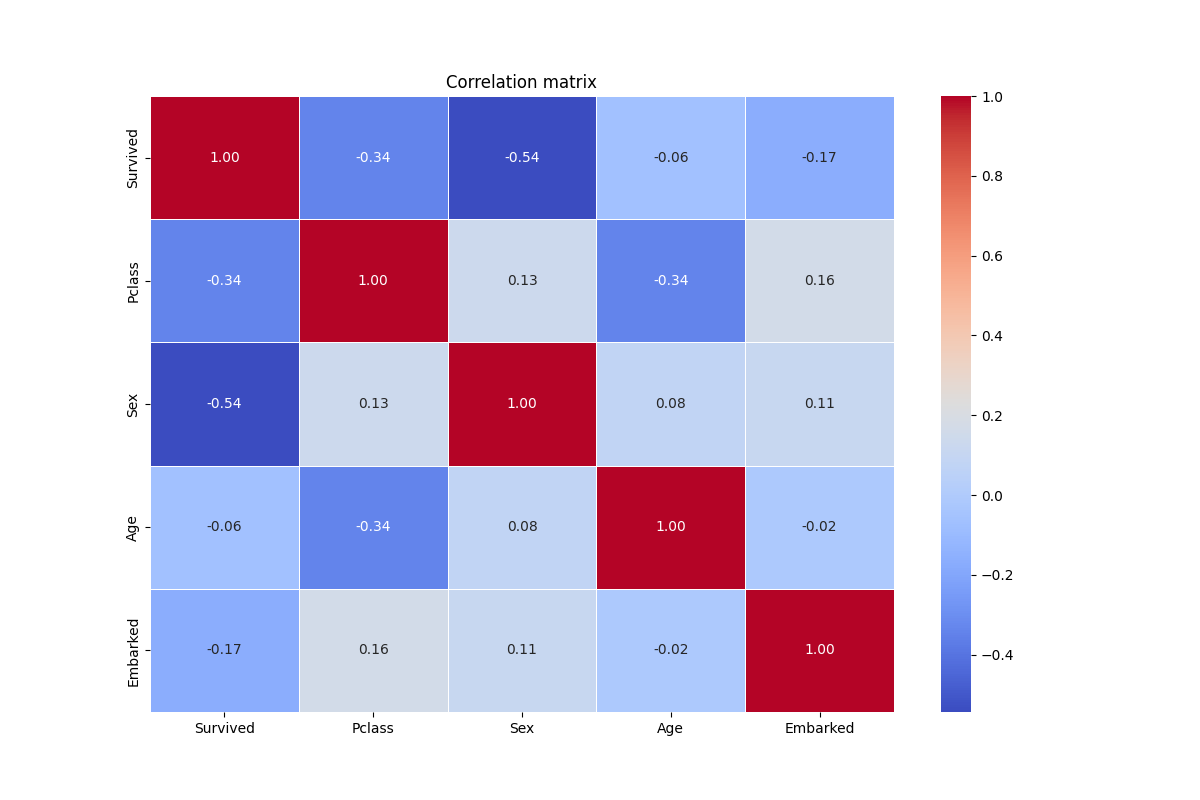 Correlation matrix
Survived 1.00 -0.34 -0.54 -0.06 -0.17
Pclass -0.34 1.00 0.13 -0.34 0.16
Sex -0.54 0.13 1.00 0.08 0.11
Age -0.06 -0.34 0.08 1.00 -0.02
Embarked -0.17 0.16 0.11 -0.02 1.00
Survived Pclass Sex Age Embarked
1.0
0.8
0.6
0.4
0.2
0.0
−0.2
−0.4